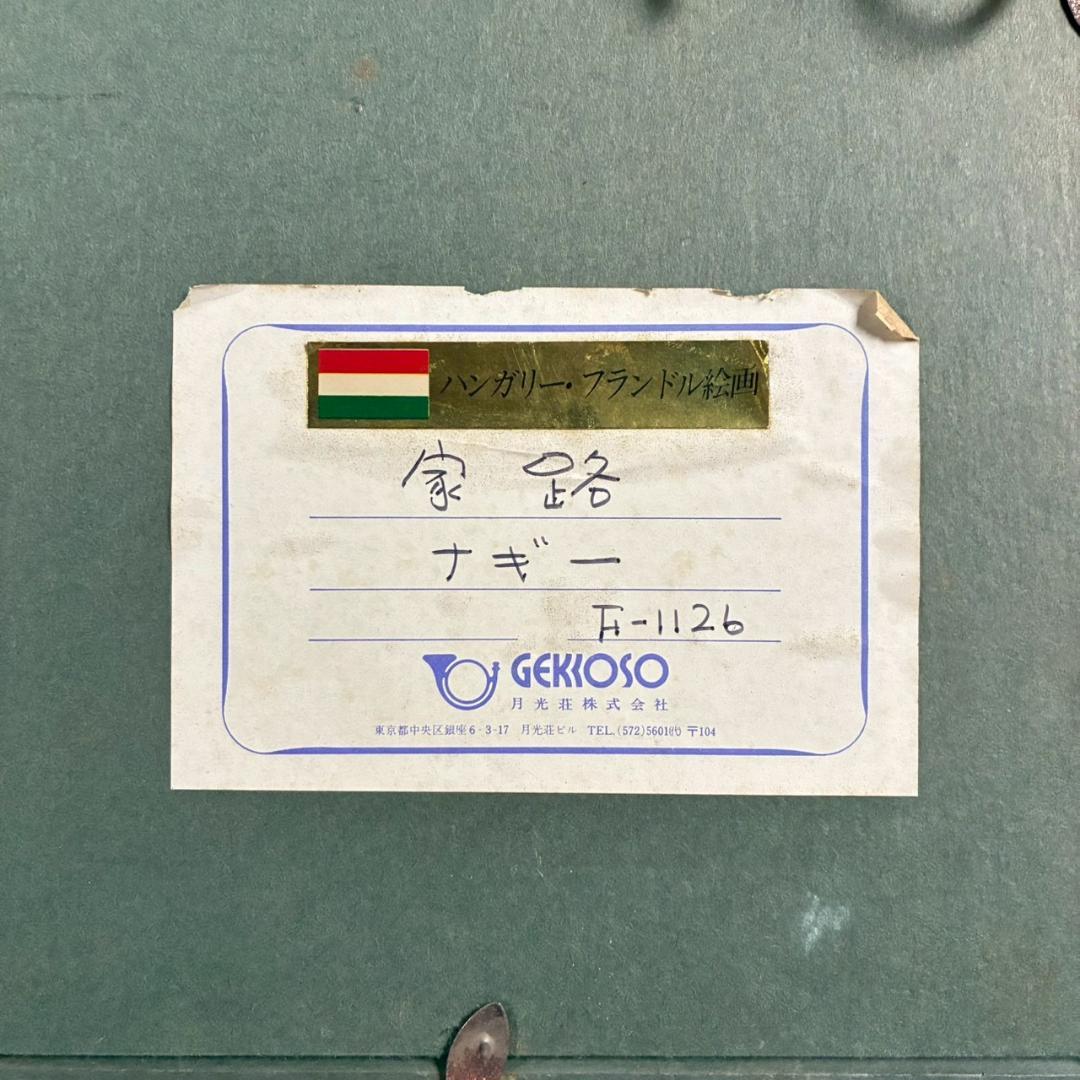 ハンガリー・フランドル絵画
家路
ナギー
GEKKOSO
月光荘株式会社
東京都中央区銀座6-3-17 月光荘ビル TEL.(572)5601㈹ 〒104